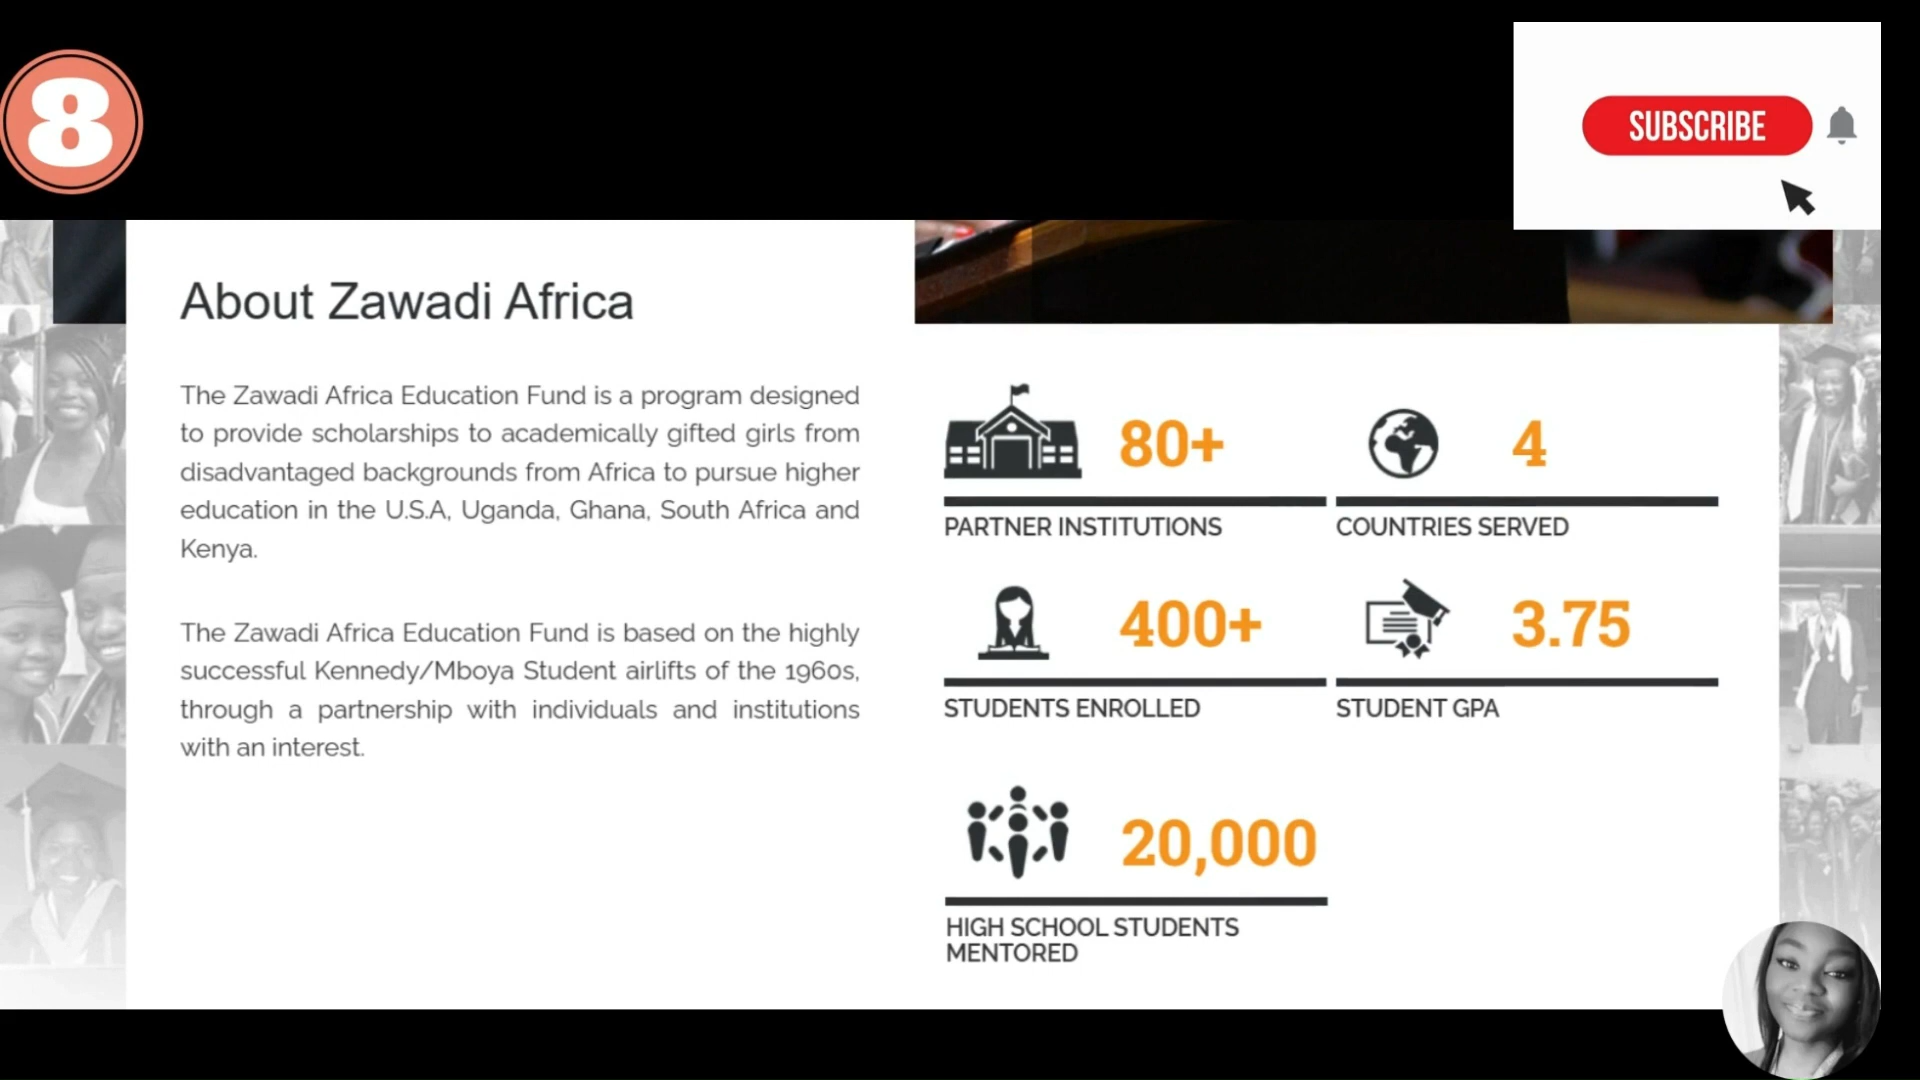 8
SUBSCRIBE
About Zawadi Africa
The Zawadi Africa Education Fund is a program designed
to provide scholarships to academically gifted girls from
disadvantaged backgrounds from Africa to pursue higher
education in the U.S.A, Uganda, Ghana, South Africa and
Kenya.
The Zawadi Africa Education Fund is based on the highly
successful Kennedy/Mboya Student airlifts of the 1960s,
through a partnership with individuals and institutions
with an interest.
80+
PARTNER INSTITUTIONS
4
COUNTRIES SERVED
400+
STUDENTS ENROLLED
3.75
STUDENT GPA
20,000
HIGH SCHOOL STUDENTS
MENTORED